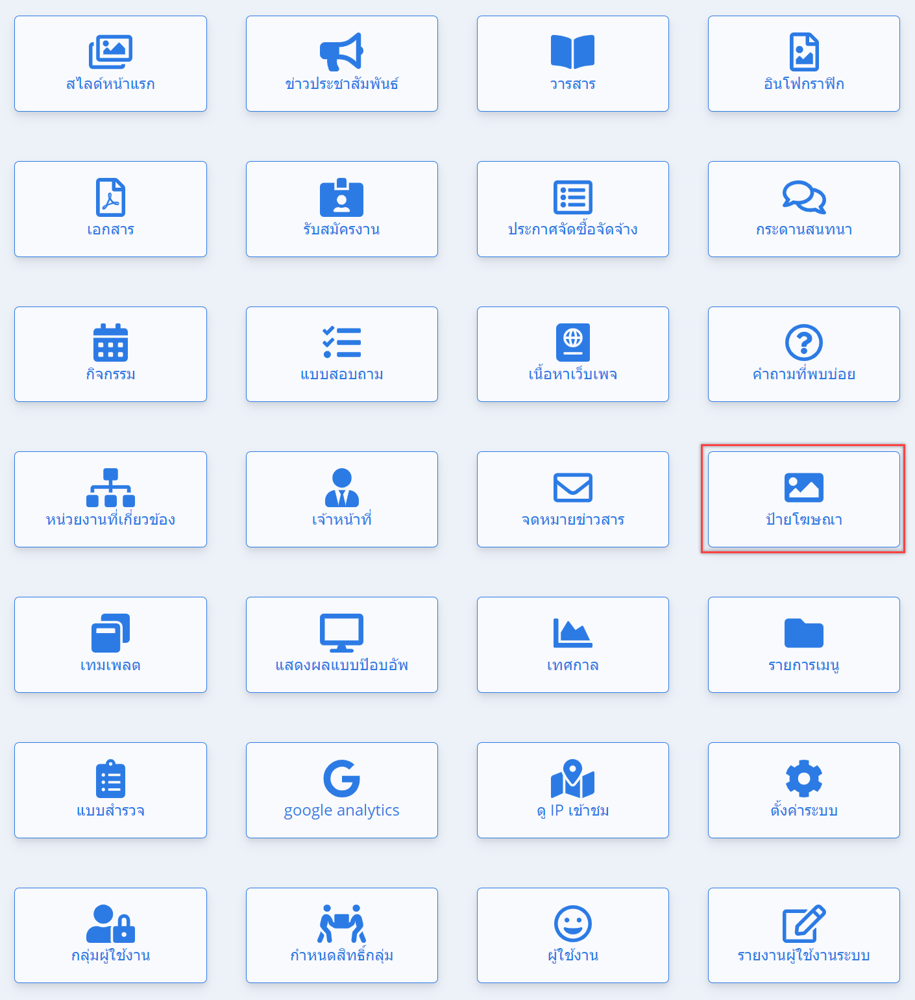 สไลด์หน้าแรก
ข่าวประชาสัมพันธ์
วารสาร
อินโฟกราฟิก
เอกสาร
รับสมัครงาน
ประกาศจัดซื้อจัดจ้าง
กระดานสนทนา
กิจกรรม
แบบสอบถาม
เนื้อหาเว็บเพจ
คำถามที่พบบ่อย
หน่วยงานที่เกี่ยวข้อง
เจ้าหน้าที่
จดหมายข่าวสาร
ป้ายโฆษณา
เทมเพลต
แสดงผลแบบป๊อบอัพ
เทศกาล
รายการเมนู
แบบสำรวจ
google analytics
ดู IP เข้าชม
ตั้งค่าระบบ
กลุ่มผู้ใช้งาน
กำหนดสิทธิ์กลุ่ม
ผู้ใช้งาน
รายงานผู้ใช้งานระบบ